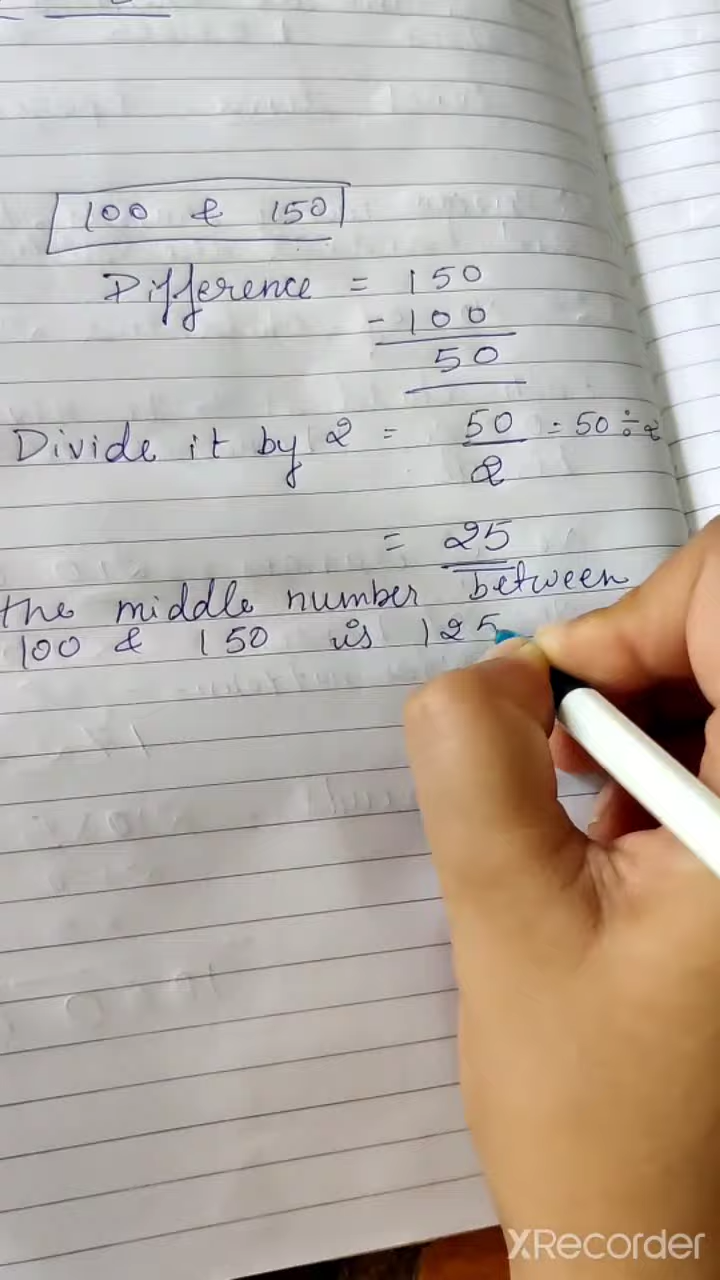 100 & 150
Difference = 150
- 100
50
Divide it by 2 = 50/2 = 50 ÷ 2
= 25
the middle number between
100 & 150 is 125
XRecorder